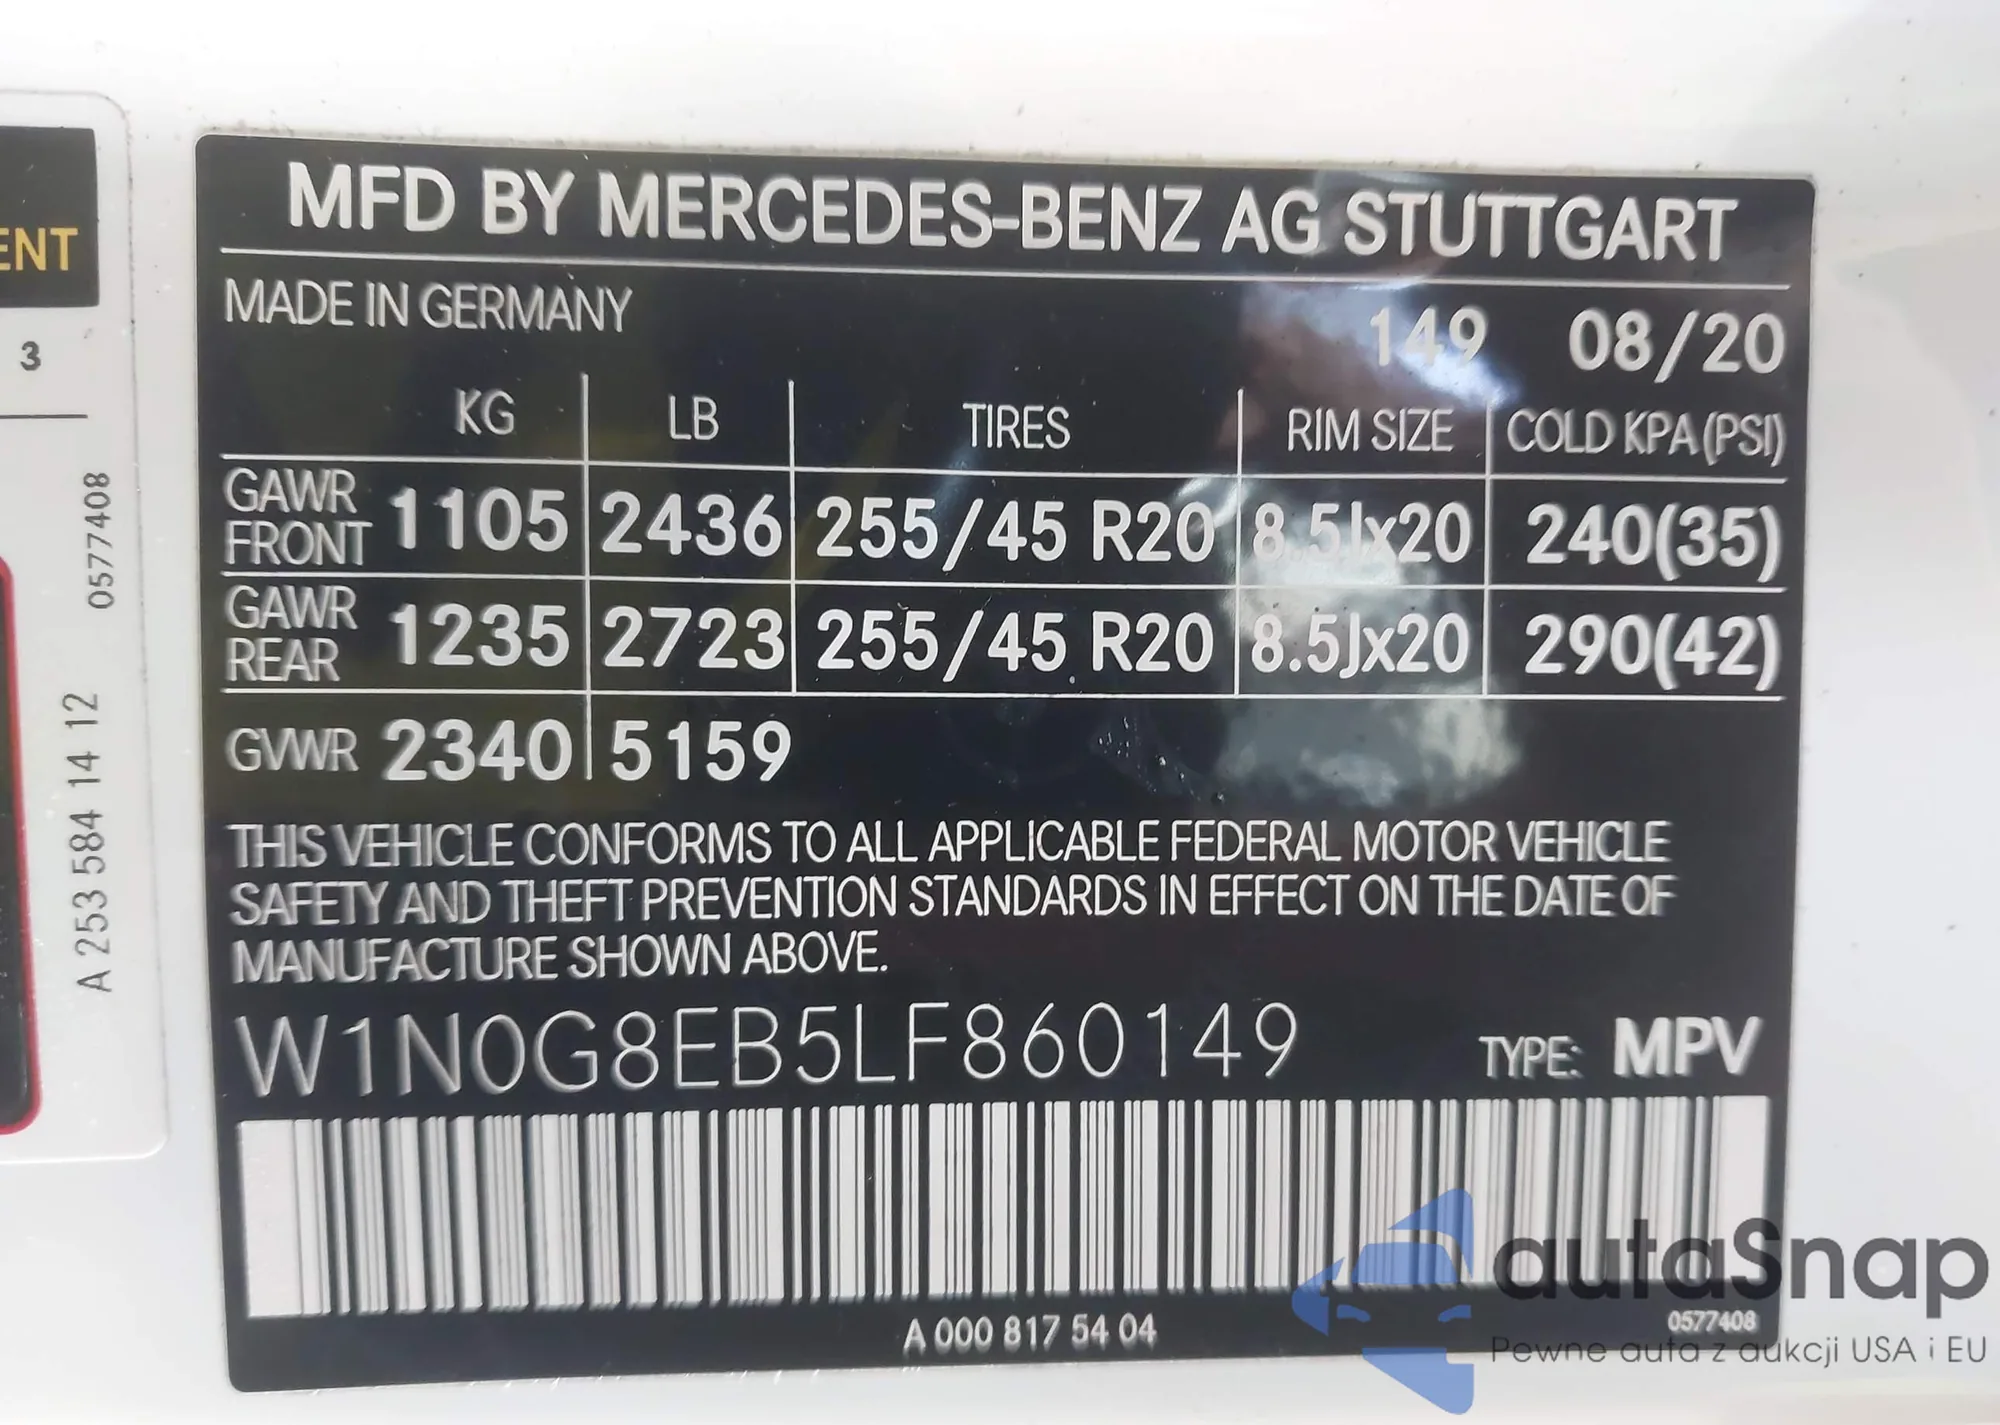 ENT
3
0577408
A 253 584 14 12
MFD BY MERCEDES-BENZ AG STUTTGART
MADE IN GERMANY 149 08/20
KG LB TIRES RIM SIZE COLD KPA(PSI)
GAWR FRONT 1105 2436 255/45 R20 8.5Jx20 240(35)
GAWR REAR 1235 2723 255/45 R20 8.5Jx20 290(42)
GVWR 2340 5159
THIS VEHICLE CONFORMS TO ALL APPLICABLE FEDERAL MOTOR VEHICLE
SAFETY AND THEFT PREVENTION STANDARDS IN EFFECT ON THE DATE OF
MANUFACTURE SHOWN ABOVE.
W1N0G8EB5LF860149 TYPE: MPV
A 000 817 54 04
0577408
autaSnap
Pewne auta z aukcji USA i EU